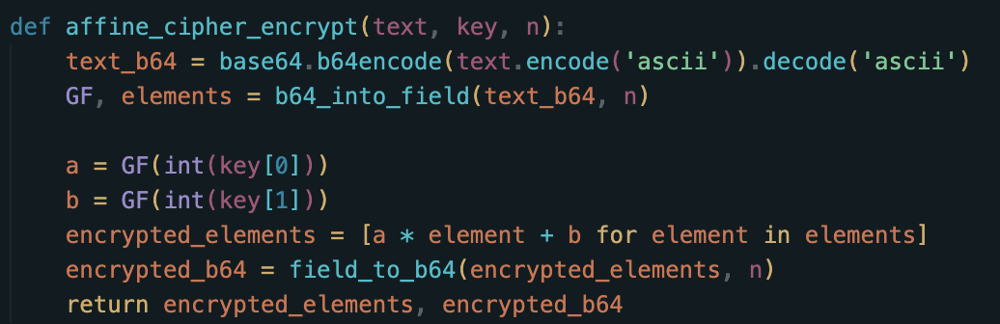 def affine_cipher_encrypt(text, key, n):
    text_b64 = base64.b64encode(text.encode('ascii')).decode('ascii')
    GF, elements = b64_into_field(text_b64, n)

    a = GF(int(key[0]))
    b = GF(int(key[1]))
    encrypted_elements = [a * element + b for element in elements]
    encrypted_b64 = field_to_b64(encrypted_elements, n)
    return encrypted_elements, encrypted_b64